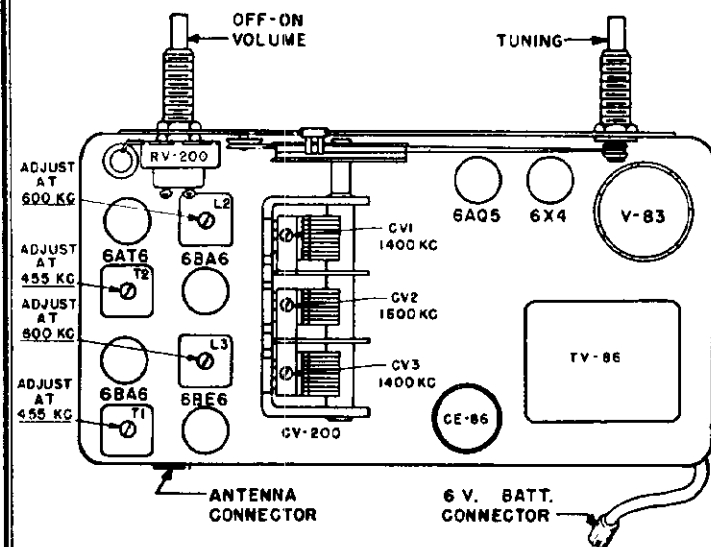 OFF-ON
VOLUME
TUNING
RV-200
ADJUST
AT
600 KC
L2
6AQ5
6X4
V-83
6AT6
6BA6
CV1
1400 KC
ADJUST
AT
455 KC
T2
CV2
1500 KC
ADJUST
AT
600 KC
L3
TV-86
CV3
1400 KC
6BA6
6BE6
ADJUST
AT
455 KC
T1
CE-86
CV-200
ANTENNA
CONNECTOR
6 V. BATT.
CONNECTOR